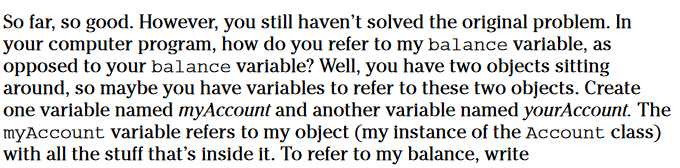 So far, so good. However, you still haven’t solved the original problem. In
your computer program, how do you refer to my balance variable, as
opposed to your balance variable? Well, you have two objects sitting
around, so maybe you have variables to refer to these two objects. Create
one variable named myAccount and another variable named yourAccount. The
myAccount variable refers to my object (my instance of the Account class)
with all the stuff that’s inside it. To refer to my balance, write